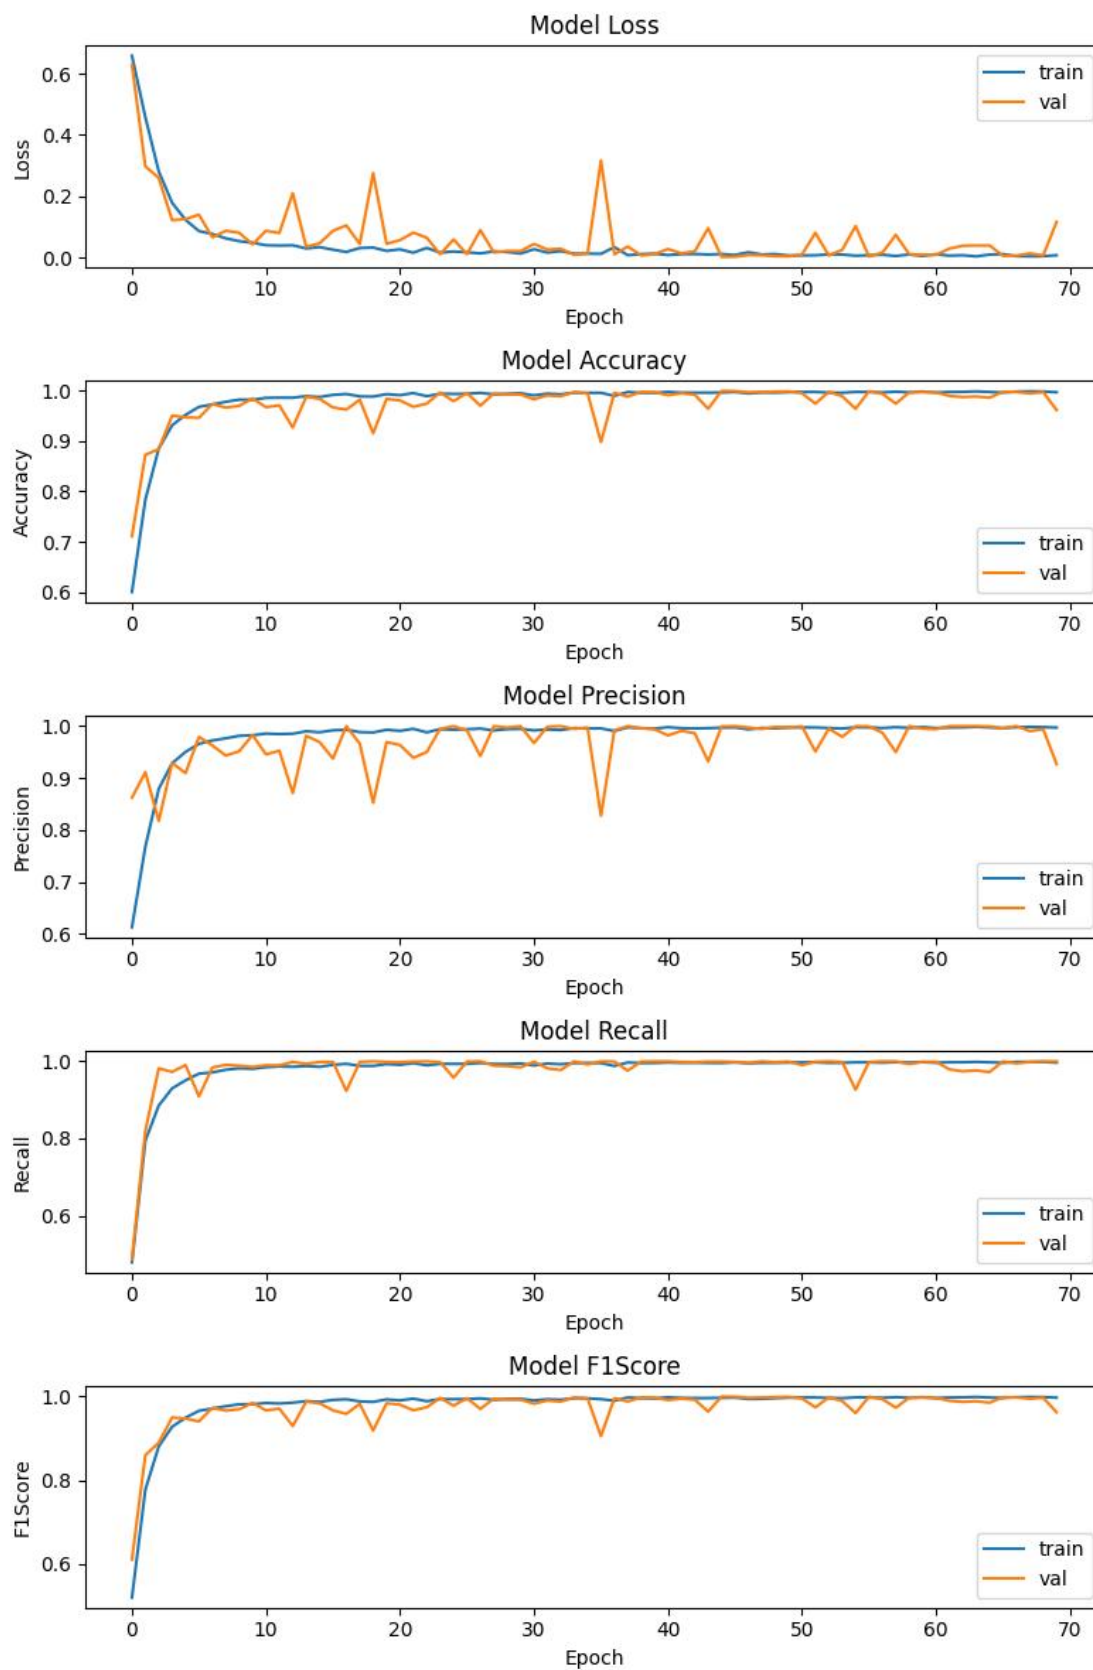 Model Loss
0.6
0.4
0.2
0.0
Loss
train
val
0 10 20 30 40 50 60 70
Epoch
Model Accuracy
1.0
0.9
0.8
0.7
0.6
Accuracy
train
val
0 10 20 30 40 50 60 70
Epoch
Model Precision
1.0
0.9
0.8
0.7
0.6
Precision
train
val
0 10 20 30 40 50 60 70
Epoch
Model Recall
1.0
0.8
0.6
Recall
train
val
0 10 20 30 40 50 60 70
Epoch
Model F1Score
1.0
0.8
0.6
F1Score
train
val
0 10 20 30 40 50 60 70
Epoch